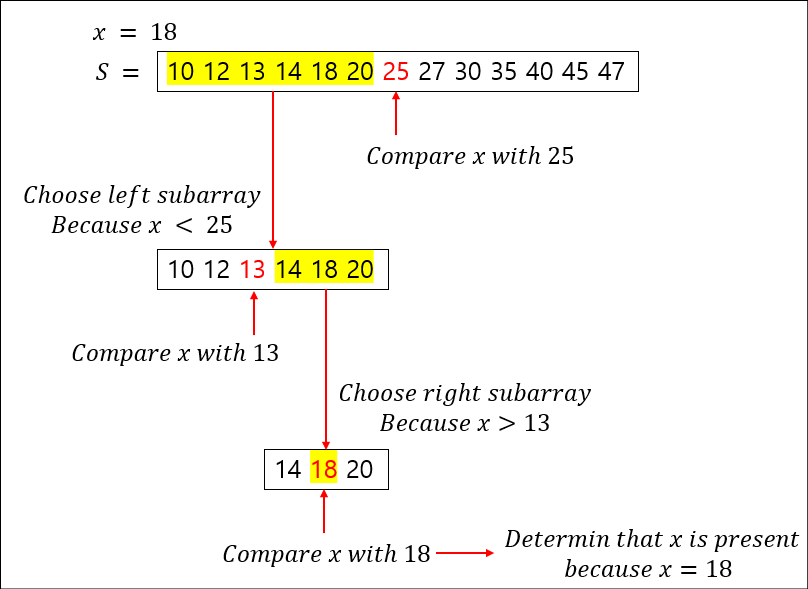 x = 18
S = 10 12 13 14 18 20 25 27 30 35 40 45 47
Compare x with 25
Choose left subarray
Because x < 25
10 12 13 14 18 20
Compare x with 13
Choose right subarray
Because x > 13
14 18 20
Compare x with 18
Determin that x is present
because x = 18